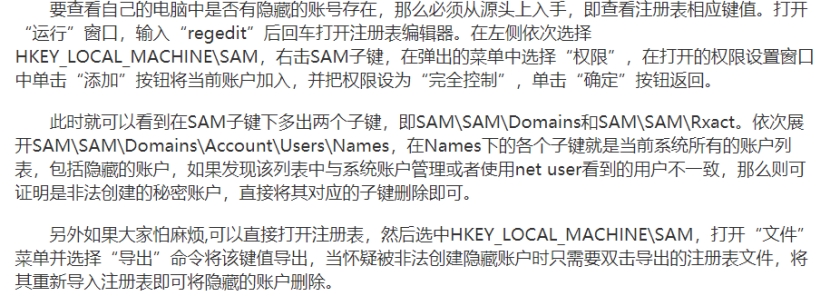 要查看自己的电脑中是否有隐藏的账号存在，那么必须从源头上入手，即查看注册表相应键值。打开
“运行”窗口，输入“regedit”后回车打开注册表编辑器。在左侧依次选择
HKEY_LOCAL_MACHINE\SAM，右击SAM子键，在弹出的菜单中选择“权限”，在打开的权限设置窗口
中单击“添加”按钮将当前账户加入，并把权限设为“完全控制”，单击“确定”按钮返回。
此时就可以看到在SAM子键下多出两个子键，即SAM\SAM\Domains和SAM\SAM\Rxact。依次展
开SAM\SAM\Domains\Account\Users\Names，在Names下的各个子键就是当前系统所有的账户列
表，包括隐藏的账户，如果发现该列表中与系统账户管理或者使用net user看到的用户不一致，那么则可
证明是非法创建的秘密账户，直接将其对应的子键删除即可。
另外如果大家怕麻烦,可以直接打开注册表，然后选中HKEY_LOCAL_MACHINE\SAM，打开“文件”
菜单并选择“导出”命令将该键值导出，当怀疑被非法创建隐藏账户时只需要双击导出的注册表文件，将
其重新导入注册表即可将隐藏的账户删除。